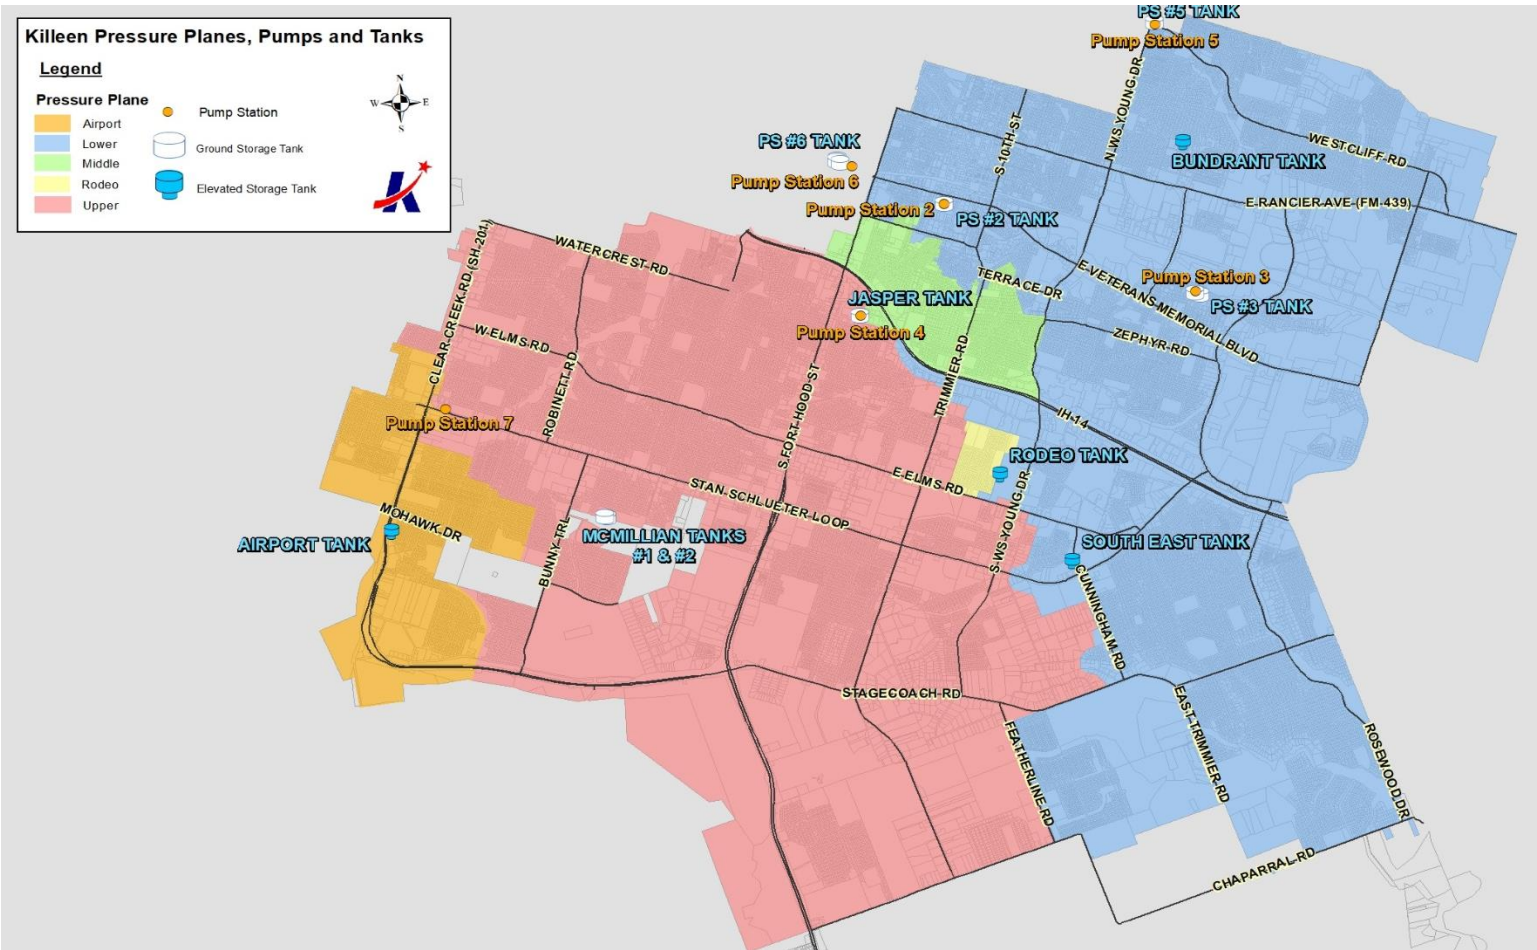 Killeen Pressure Planes, Pumps and Tanks
Legend
Pressure Plane
Airport
Lower
Middle
Rodeo
Upper
Pump Station
Ground Storage Tank
Elevated Storage Tank
N
W
E
S
PS #5 TANK
Pump Station 5
N WS YOUNG DR
S 10TH ST
WESTCLIFF RD
BUNDRANT TANK
PS #6 TANK
Pump Station 6
E RANCIER AVE (FM 439)
Pump Station 2
PS #2 TANK
CLEAR CREEK RD (SH 201)
WATERCREST RD
TERRACE DR
E VETERANS MEMORIAL BLVD
Pump Station 3
PS #3 TANK
JASPER TANK
Pump Station 4
ZEPHYR RD
W ELMS RD
ROBINETT RD
S FORT HOOD ST
TRIMMIER RD
IH 14
Pump Station 7
RODEO TANK
E ELMS RD
STAN SCHLUETER LOOP
S WS YOUNG DR
MOHAWK DR
AIRPORT TANK
BUNNY TRL
MCMILLIAN TANKS
#1 & #2
SOUTH EAST TANK
CUNNINGHAM RD
STAGECOACH RD
FEATHERLINE RD
EAST TRIMMIER RD
ROSEWOOD DR
CHAPARRAL RD